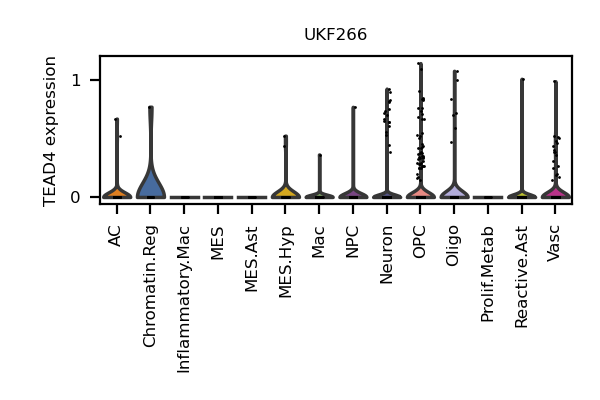 UKF266
TEAD4 expression
1
0
AC
Chromatin.Reg
Inflammatory.Mac
MES
MES.Ast
MES.Hyp
Mac
NPC
Neuron
OPC
Oligo
Prolif.Metab
Reactive.Ast
Vasc